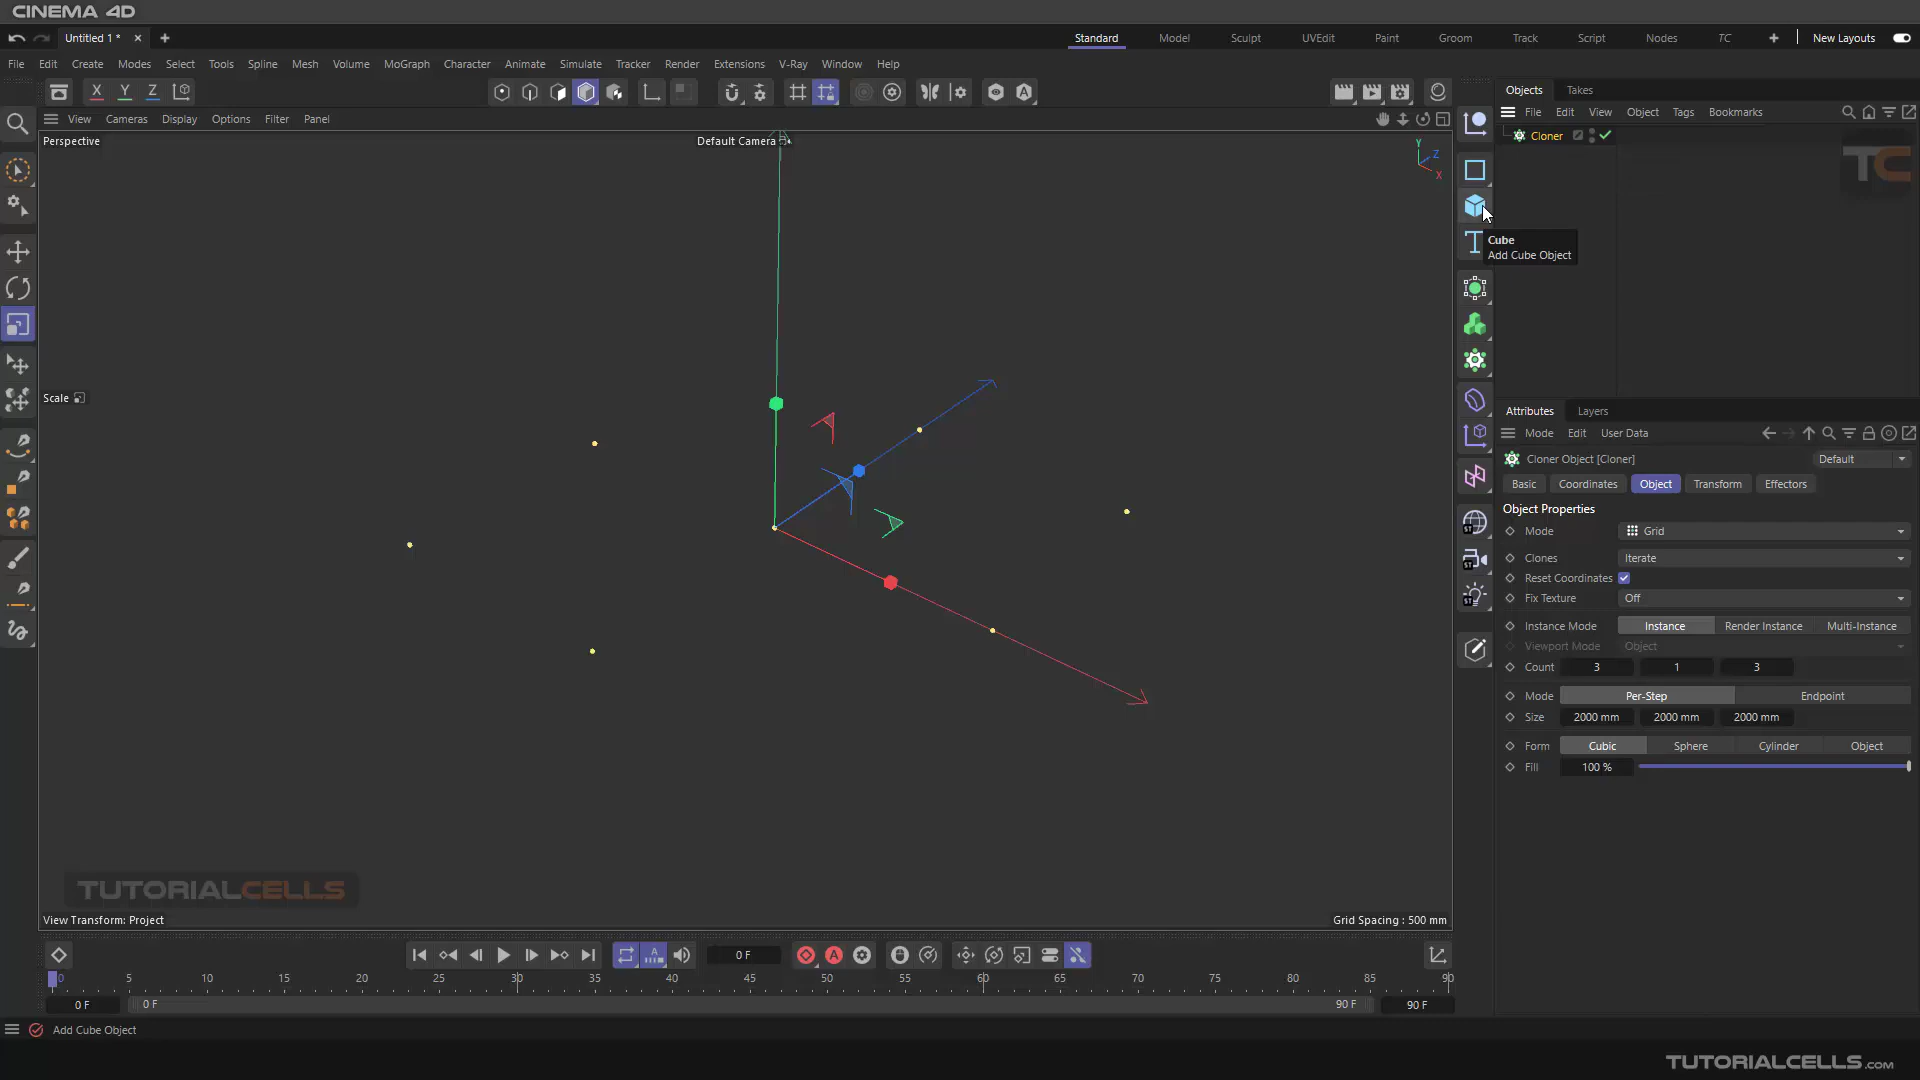 CINEMA 4D
Untitled 1 *
Standard Model Sculpt UVEdit Paint Groom Track Script Nodes TC New Layouts
File Edit Create Modes Select Tools Spline Mesh Volume MoGraph Character Animate Simulate Tracker Render Extensions V-Ray Window Help
X Y Z
View Cameras Display Options Filter Panel
Perspective
Default Camera
Y
Z
X
Scale
Objects Takes
File Edit View Object Tags Bookmarks
Cloner
TC
Cube
Add Cube Object
Attributes Layers
Mode Edit User Data
Cloner Object [Cloner] Default
Basic Coordinates Object Transform Effectors
Object Properties
Mode Grid
Clones Iterate
Reset Coordinates
Fix Texture Off
Instance Mode Instance Render Instance Multi-Instance
Viewport Mode Object
Count 3 1 3
Mode Per-Step Endpoint
Size 2000 mm 2000 mm 2000 mm
Form Cubic Sphere Cylinder Object
Fill 100 %
TUTORIALCELLS
View Transform: Project
Grid Spacing : 500 mm
0 F
0 5 10 15 20 25 30 35 40 45 50 55 60 65 70 75 80 85 90
0 F 0 F 90 F 90 F
Add Cube Object
TUTORIALCELLS.COM